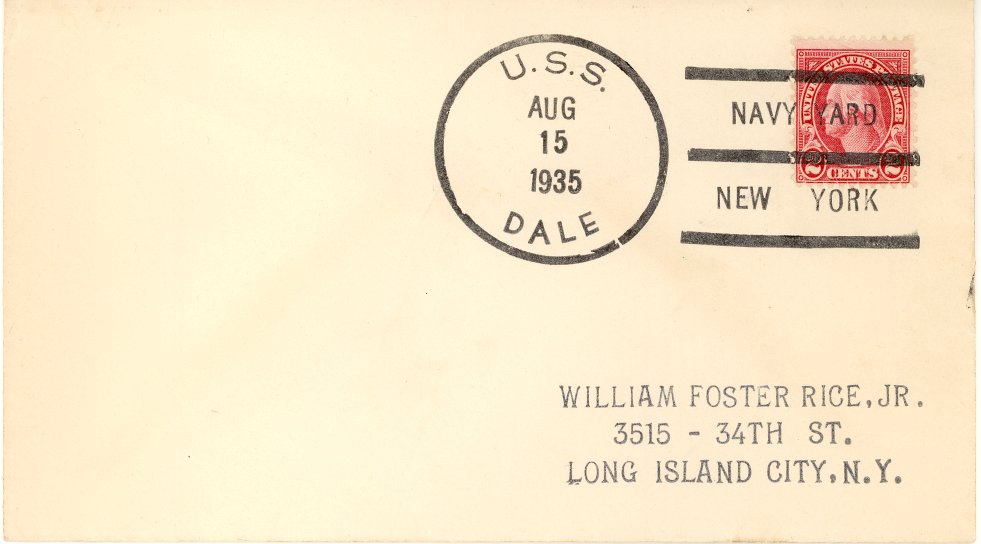 U.S.S.
AUG
15
1935
DALE
NAVY YARD
NEW YORK
UNITED STATES POSTAGE
2 CENTS 2
WILLIAM FOSTER RICE, JR.
3515 - 34TH ST.
LONG ISLAND CITY, N.Y.